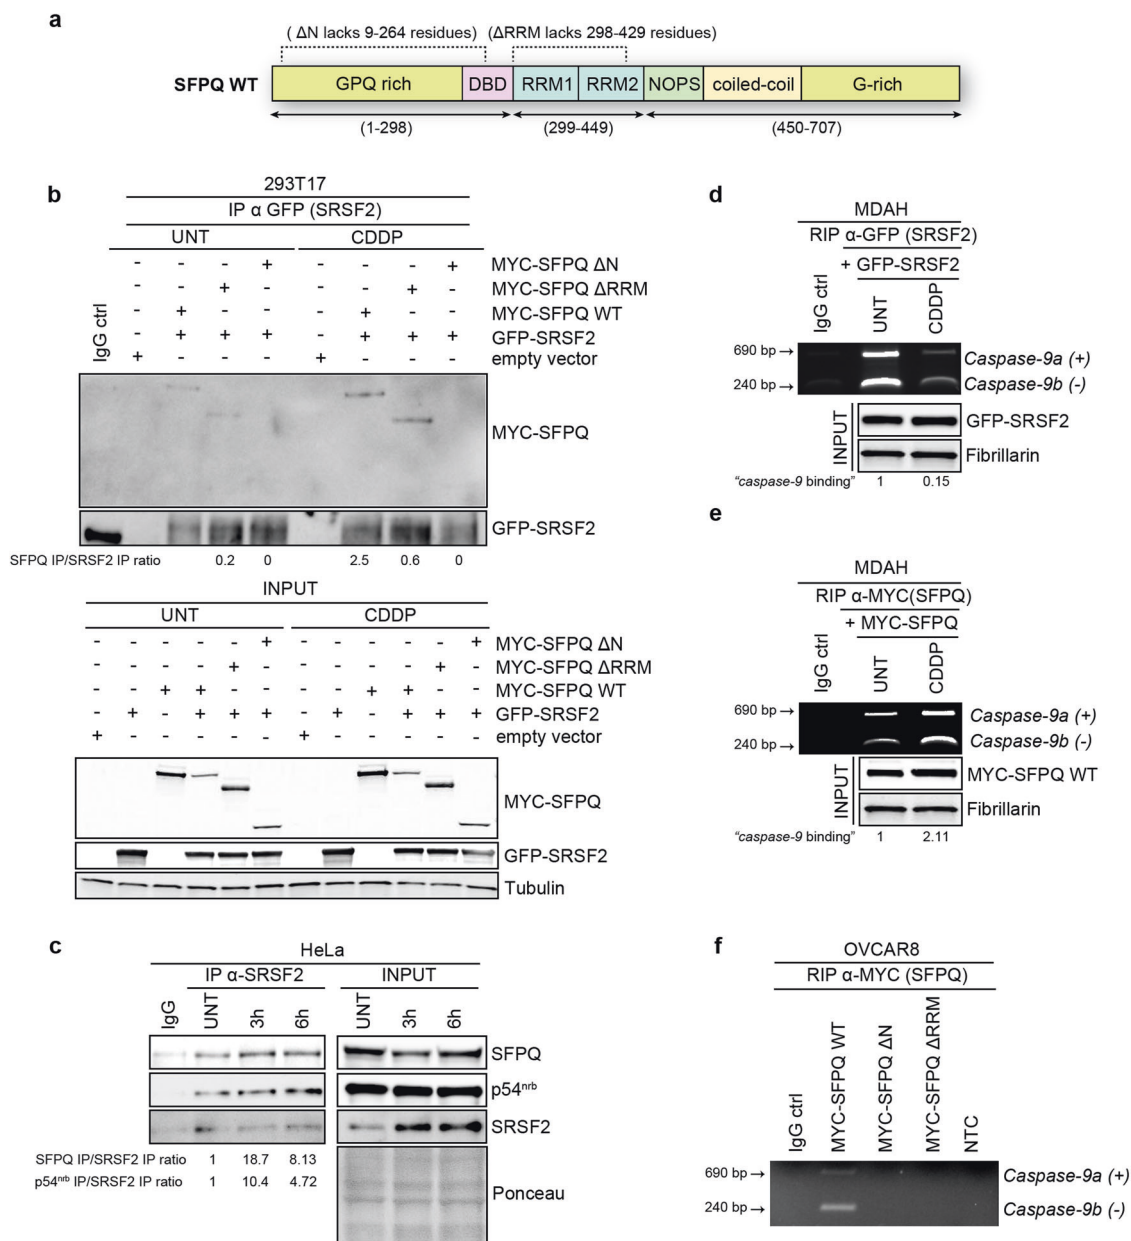 a
( ΔN lacks 9-264 residues) (ΔRRM lacks 298-429 residues)
SFPQ WT GPQ rich DBD RRM1 RRM2 NOPS coiled-coil G-rich
(1-298) (299-449) (450-707)
b
293T17
IP α GFP (SRSF2)
UNT CDDP
- - - + - - - + MYC-SFPQ ΔN
- - + - - - + - MYC-SFPQ ΔRRM
- + - - - + - - MYC-SFPQ WT
- + + + - + + + GFP-SRSF2
+ - - - + - - - empty vector
IgG ctrl
MYC-SFPQ
GFP-SRSF2
SFPQ IP/SRSF2 IP ratio 0.2 0 2.5 0.6 0
INPUT
UNT CDDP
- - - - - + - - - - - + MYC-SFPQ ΔN
- - - - + - - - - - + - MYC-SFPQ ΔRRM
- - + + - - - - + + - - MYC-SFPQ WT
- + - + + + - + - + + + GFP-SRSF2
+ - - - - - + - - - - - empty vector
MYC-SFPQ
GFP-SRSF2
Tubulin
c
HeLa
IP α-SRSF2 INPUT
IgG UNT 3h 6h UNT 3h 6h
SFPQ
p54nrb
SRSF2
SFPQ IP/SRSF2 IP ratio 1 18.7 8.13
p54nrb IP/SRSF2 IP ratio 1 10.4 4.72
Ponceau
d
MDAH
RIP α-GFP (SRSF2)
+ GFP-SRSF2
IgG ctrl UNT CDDP
690 bp → Caspase-9a (+)
240 bp → Caspase-9b (-)
INPUT
GFP-SRSF2
Fibrillarin
“caspase-9 binding” 1 0.15
e
MDAH
RIP α-MYC(SFPQ)
+ MYC-SFPQ
IgG ctrl UNT CDDP
690 bp → Caspase-9a (+)
240 bp → Caspase-9b (-)
INPUT
MYC-SFPQ WT
Fibrillarin
“caspase-9 binding” 1 2.11
f
OVCAR8
RIP α-MYC (SFPQ)
IgG ctrl MYC-SFPQ WT MYC-SFPQ ΔN MYC-SFPQ ΔRRM NTC
690 bp → Caspase-9a (+)
240 bp → Caspase-9b (-)